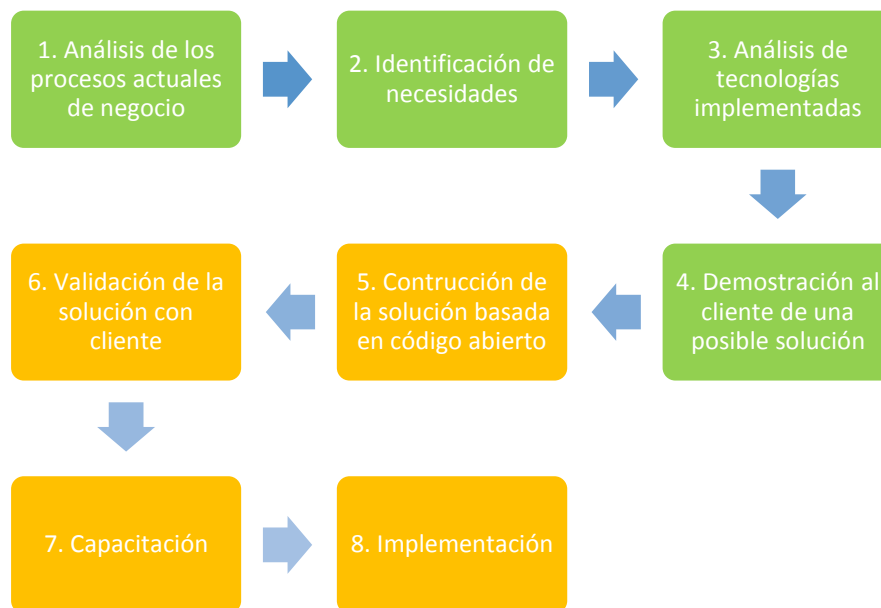 1. Análisis de los
procesos actuales
de negocio
2. Identificación de
necesidades
3. Análisis de
tecnologías
implementadas
4. Demostración al
cliente de una
posible solución
5. Contrucción de
la solución basada
en código abierto
6. Validación de la
solución con
cliente
7. Capacitación
8. Implementación